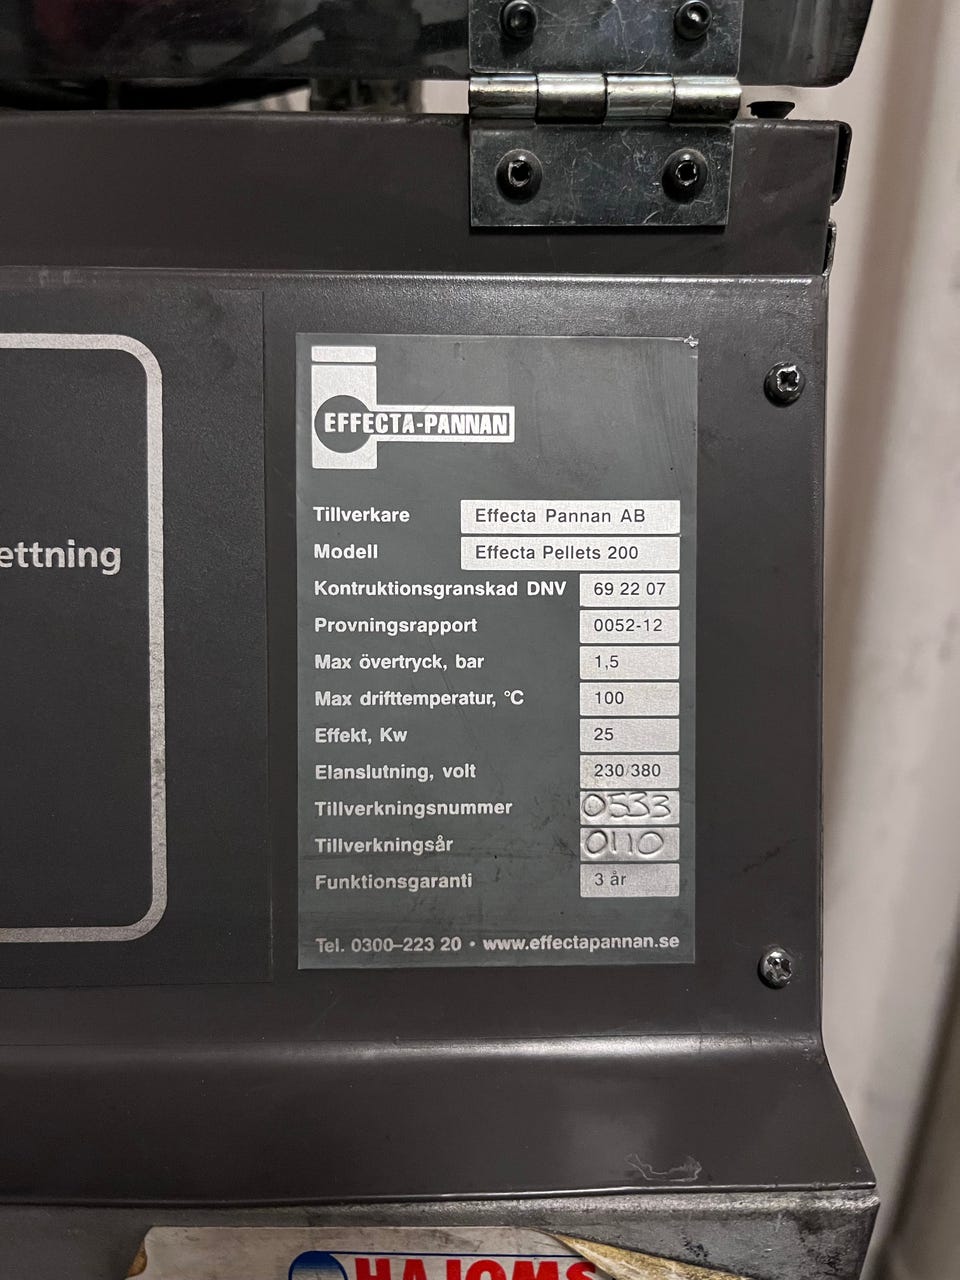 ettning
EFFECTA-PANNAN
Tillverkare Effecta Pannan AB
Modell Effecta Pellets 200
Kontruktionsgranskad DNV 69 22 07
Provningsrapport 0052-12
Max övertryck, bar 1,5
Max drifttemperatur, °C 100
Effekt, Kw 25
Elanslutning, volt 230/380
Tillverkningsnummer 0533
Tillverkningsår 0110
Funktionsgaranti 3 år
Tel. 0300–223 20 • www.effectapannan.se
HAJOMS